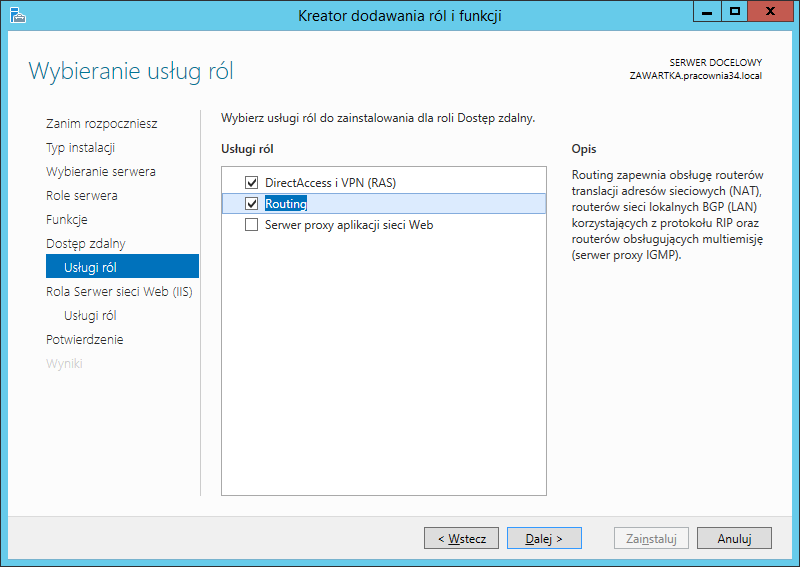 Kreator dodawania ról i funkcji
Wybieranie usług ról
SERWER DOCELOWY
ZAWARTKA.pracownia34.local
Zanim rozpoczniesz
Typ instalacji
Wybieranie serwera
Role serwera
Funkcje
Dostęp zdalny
Usługi ról
Rola Serwer sieci Web (IIS)
Usługi ról
Potwierdzenie
Wyniki
Wybierz usługi ról do zainstalowania dla roli Dostęp zdalny.
Usługi ról
DirectAccess i VPN (RAS)
Routing
Serwer proxy aplikacji sieci Web
Opis
Routing zapewnia obsługę routerów
translacji adresów sieciowych (NAT),
routerów sieci lokalnych BGP (LAN)
korzystających z protokołu RIP oraz
routerów obsługujących multiemisję
(serwer proxy IGMP).
< Wstecz
Dalej >
Zainstaluj
Anuluj